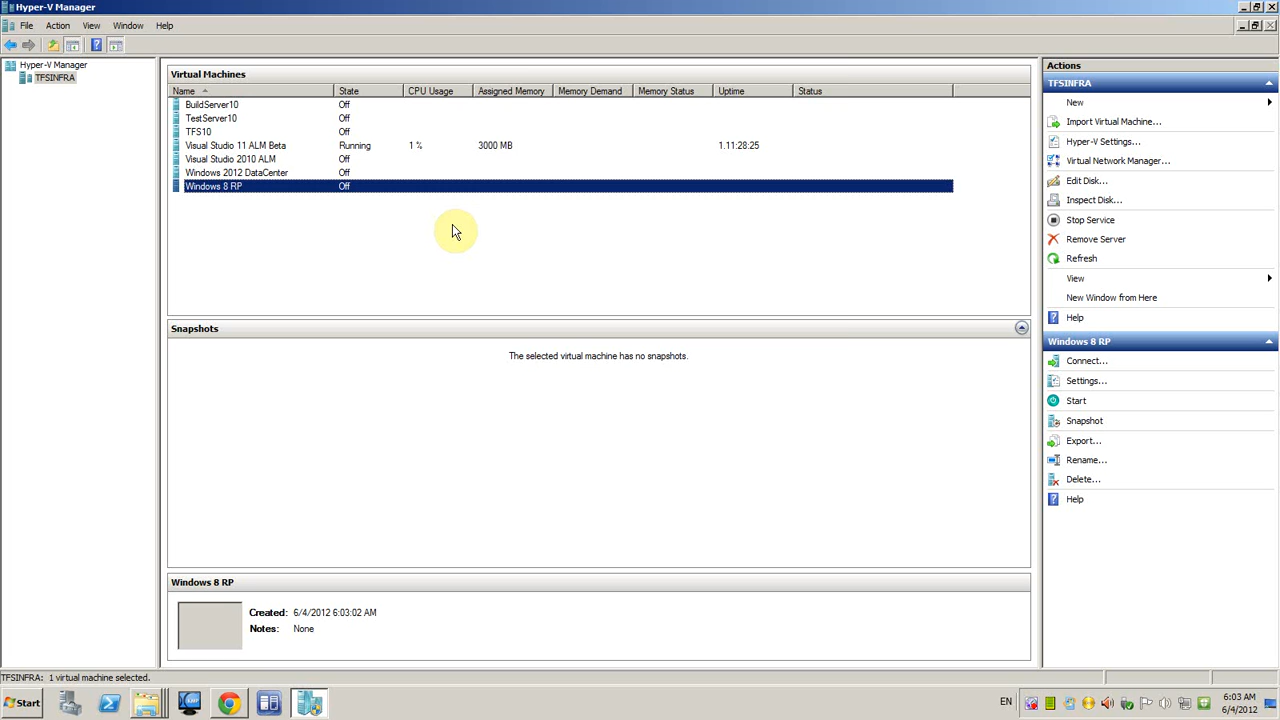 Hyper-V Manager
File Action View Window Help
Hyper-V Manager
TFSINFRA
Virtual Machines
Name State CPU Usage Assigned Memory Memory Demand Memory Status Uptime Status
BuildServer10 Off
TestServer10 Off
TFS10 Off
Visual Studio 11 ALM Beta Running 1 % 3000 MB 1.11:28:25
Visual Studio 2010 ALM Off
Windows 2012 DataCenter Off
Windows 8 RP Off
Snapshots
The selected virtual machine has no snapshots.
Windows 8 RP
Created: 6/4/2012 6:03:02 AM
Notes: None
Actions
TFSINFRA
New
Import Virtual Machine...
Hyper-V Settings...
Virtual Network Manager...
Edit Disk...
Inspect Disk...
Stop Service
Remove Server
Refresh
View
New Window from Here
Help
Windows 8 RP
Connect...
Settings...
Start
Snapshot
Export...
Rename...
Delete...
Help
TFSINFRA: 1 virtual machine selected.
Start
EN
6:03 AM
6/4/2012